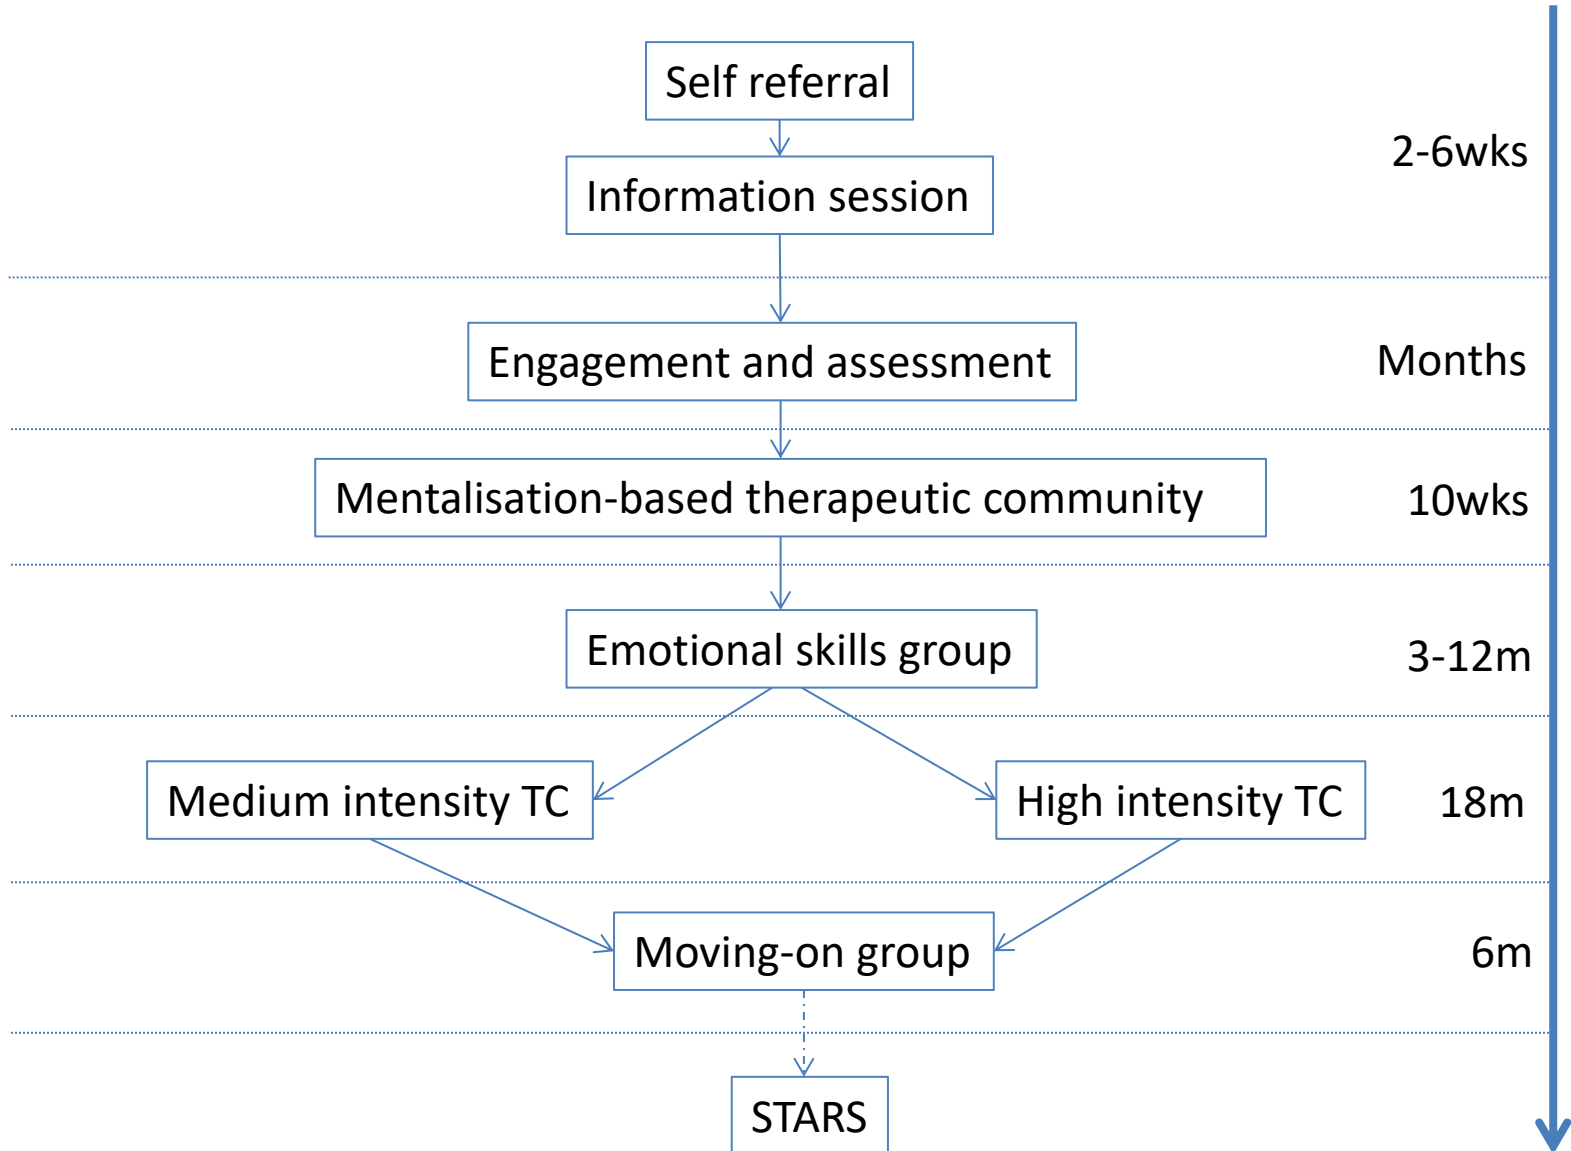 Self referral
2-6wks
Information session
Engagement and assessment
Months
Mentalisation-based therapeutic community
10wks
Emotional skills group
3-12m
Medium intensity TC
High intensity TC
18m
Moving-on group
6m
STARS